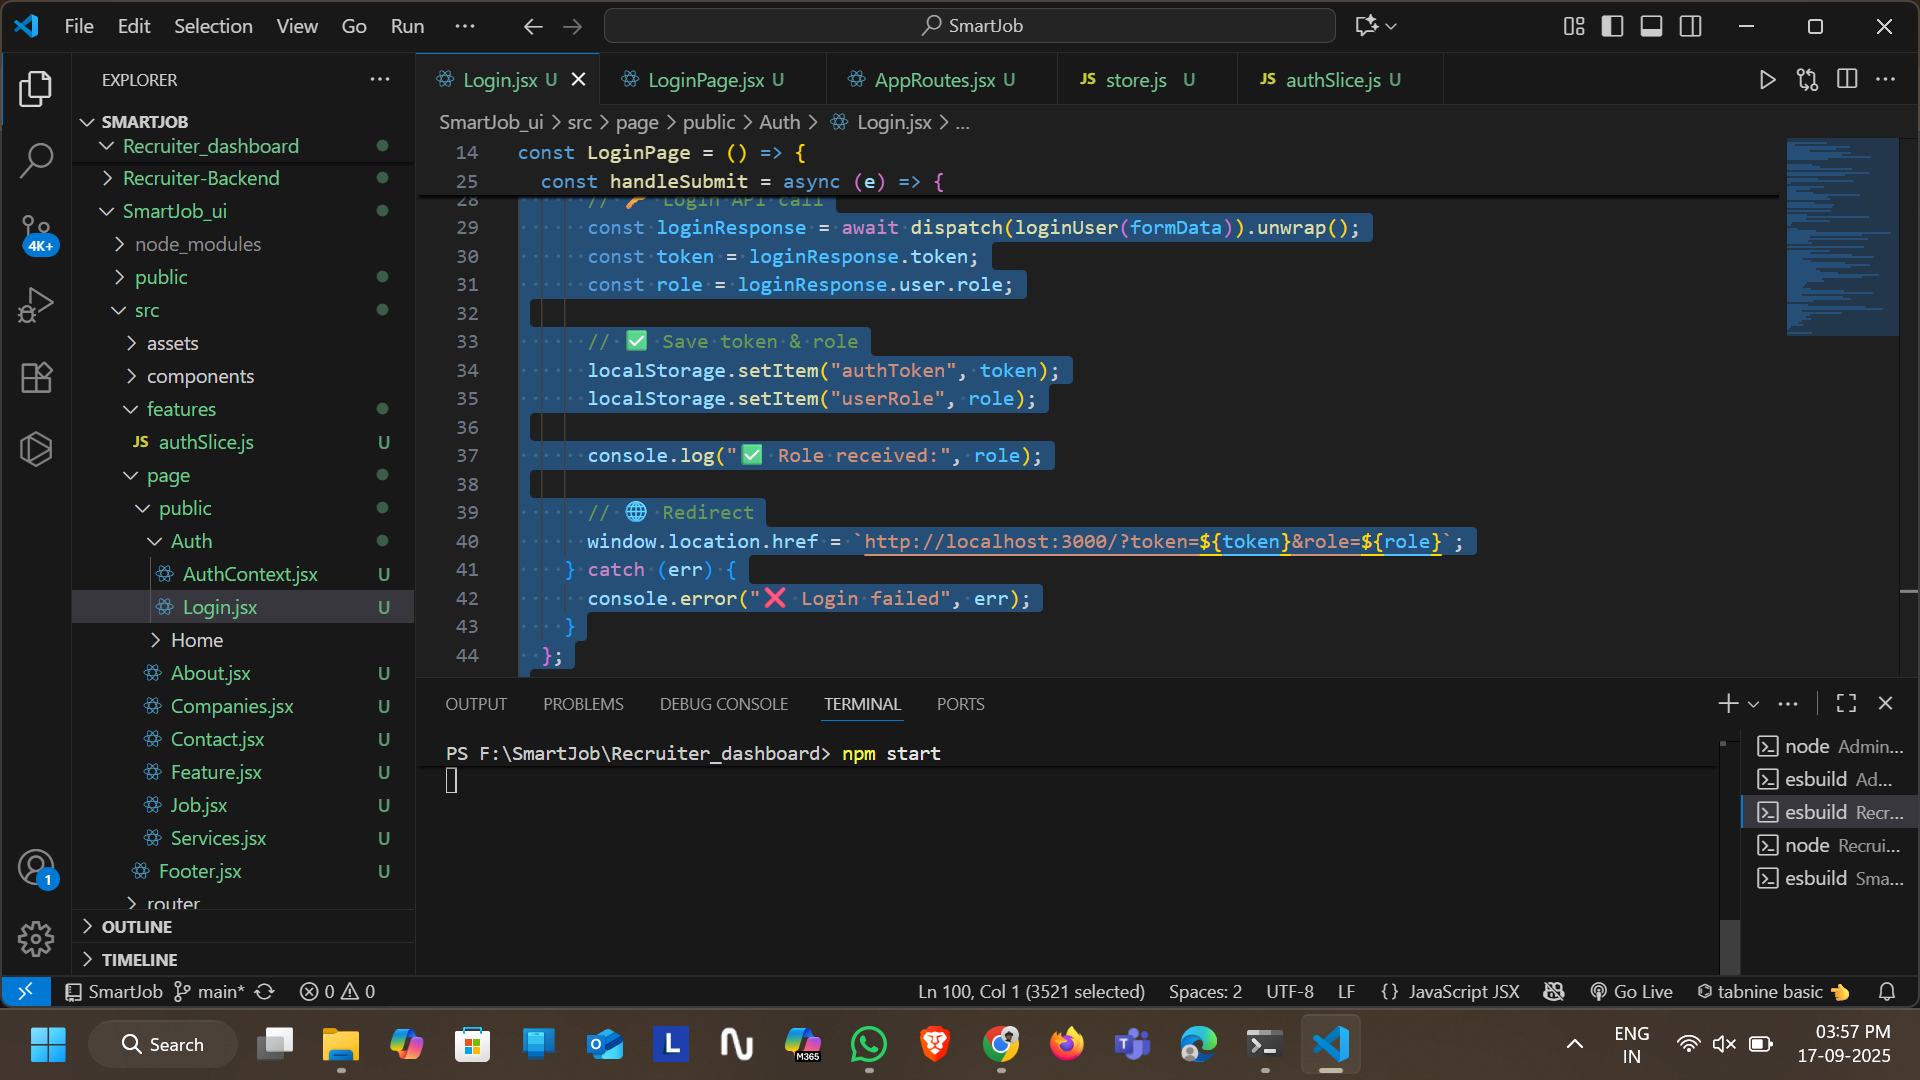 File Edit Selection View Go Run ··· SmartJob
EXPLORER ···
SMARTJOB
Recruiter_dashboard
Recruiter-Backend
SmartJob_ui
node_modules
public
src
assets
components
features
JS authSlice.js U
page
public
Auth
AuthContext.jsx U
Login.jsx U
Home
About.jsx U
Companies.jsx U
Contact.jsx U
Feature.jsx U
Job.jsx U
Services.jsx U
Footer.jsx U
router
OUTLINE
TIMELINE
4K+
1
Login.jsx U LoginPage.jsx U AppRoutes.jsx U JS store.js U JS authSlice.js U
SmartJob_ui > src > page > public > Auth > Login.jsx > ...
14 const LoginPage = () => {
25 const handleSubmit = async (e) => {
28 // 🔑 Login API call
29 const loginResponse = await dispatch(loginUser(formData)).unwrap();
30 const token = loginResponse.token;
31 const role = loginResponse.user.role;
32
33 // ✅ Save token & role
34 localStorage.setItem("authToken", token);
35 localStorage.setItem("userRole", role);
36
37 console.log("✅ Role received:", role);
38
39 // 🌐 Redirect
40 window.location.href = `http://localhost:3000/?token=${token}&role=${role}`;
41 } catch (err) {
42 console.error("❌ Login failed", err);
43 }
44 };
OUTPUT PROBLEMS DEBUG CONSOLE TERMINAL PORTS
PS F:\SmartJob\Recruiter_dashboard> npm start
node Admin...
esbuild Ad...
esbuild Recr...
node Recrui...
esbuild Sma...
SmartJob main* 0 0 Ln 100, Col 1 (3521 selected) Spaces: 2 UTF-8 LF {} JavaScript JSX Go Live tabnine basic 👈
Search L M365 ENG IN 03:57 PM
17-09-2025